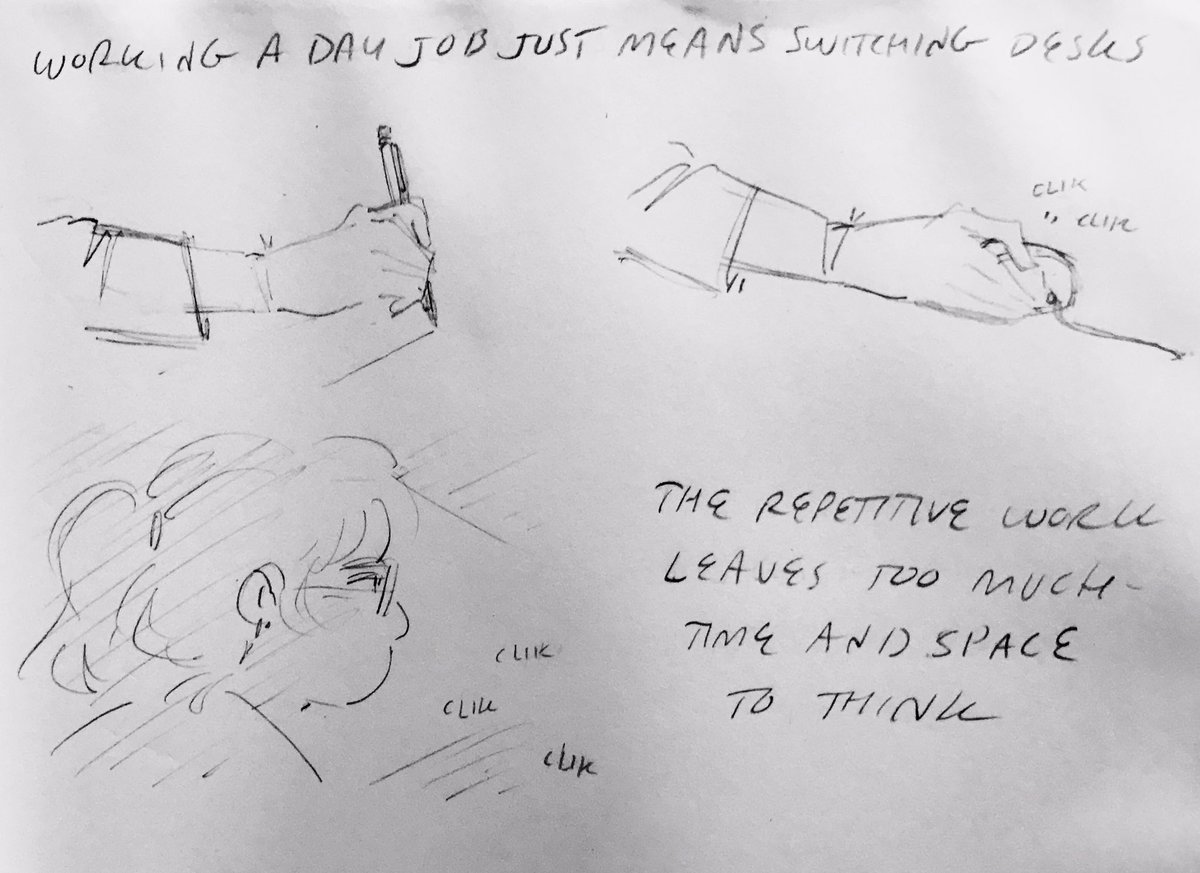 WORKING A DAY JOB JUST MEANS SWITCHING DESKS
CLIK
" CLIK
THE REPETITIVE WORK
LEAVES TOO MUCH-
TIME AND SPACE
TO THINK
CLIK
CLIK
CLIK